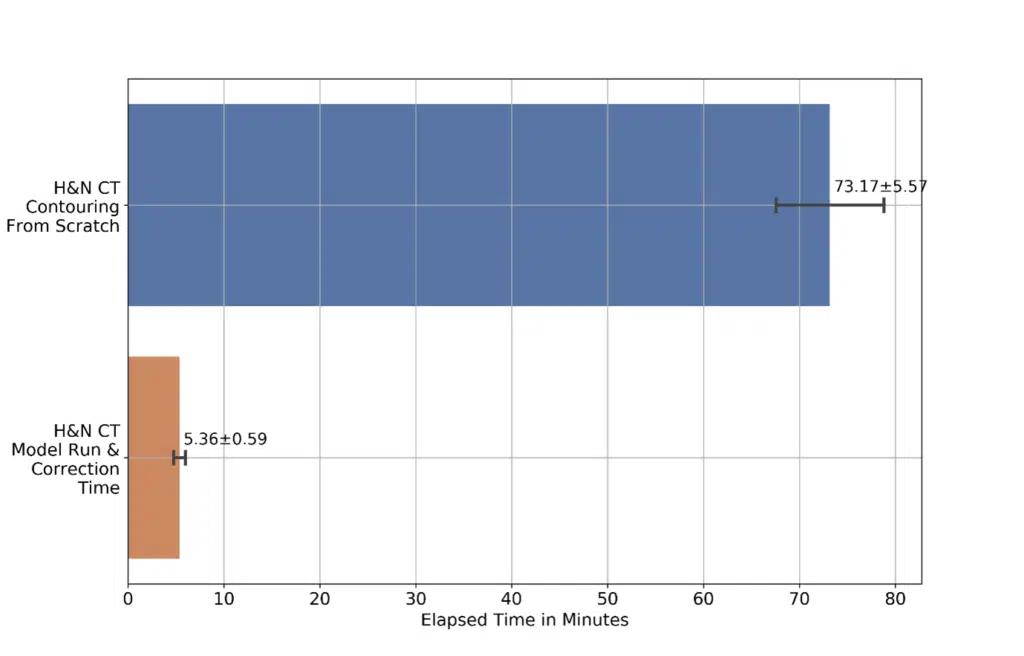 H&N CT
Contouring
From Scratch
73.17±5.57
H&N CT
Model Run &
Correction
Time
5.36±0.59
0 10 20 30 40 50 60 70 80
Elapsed Time in Minutes